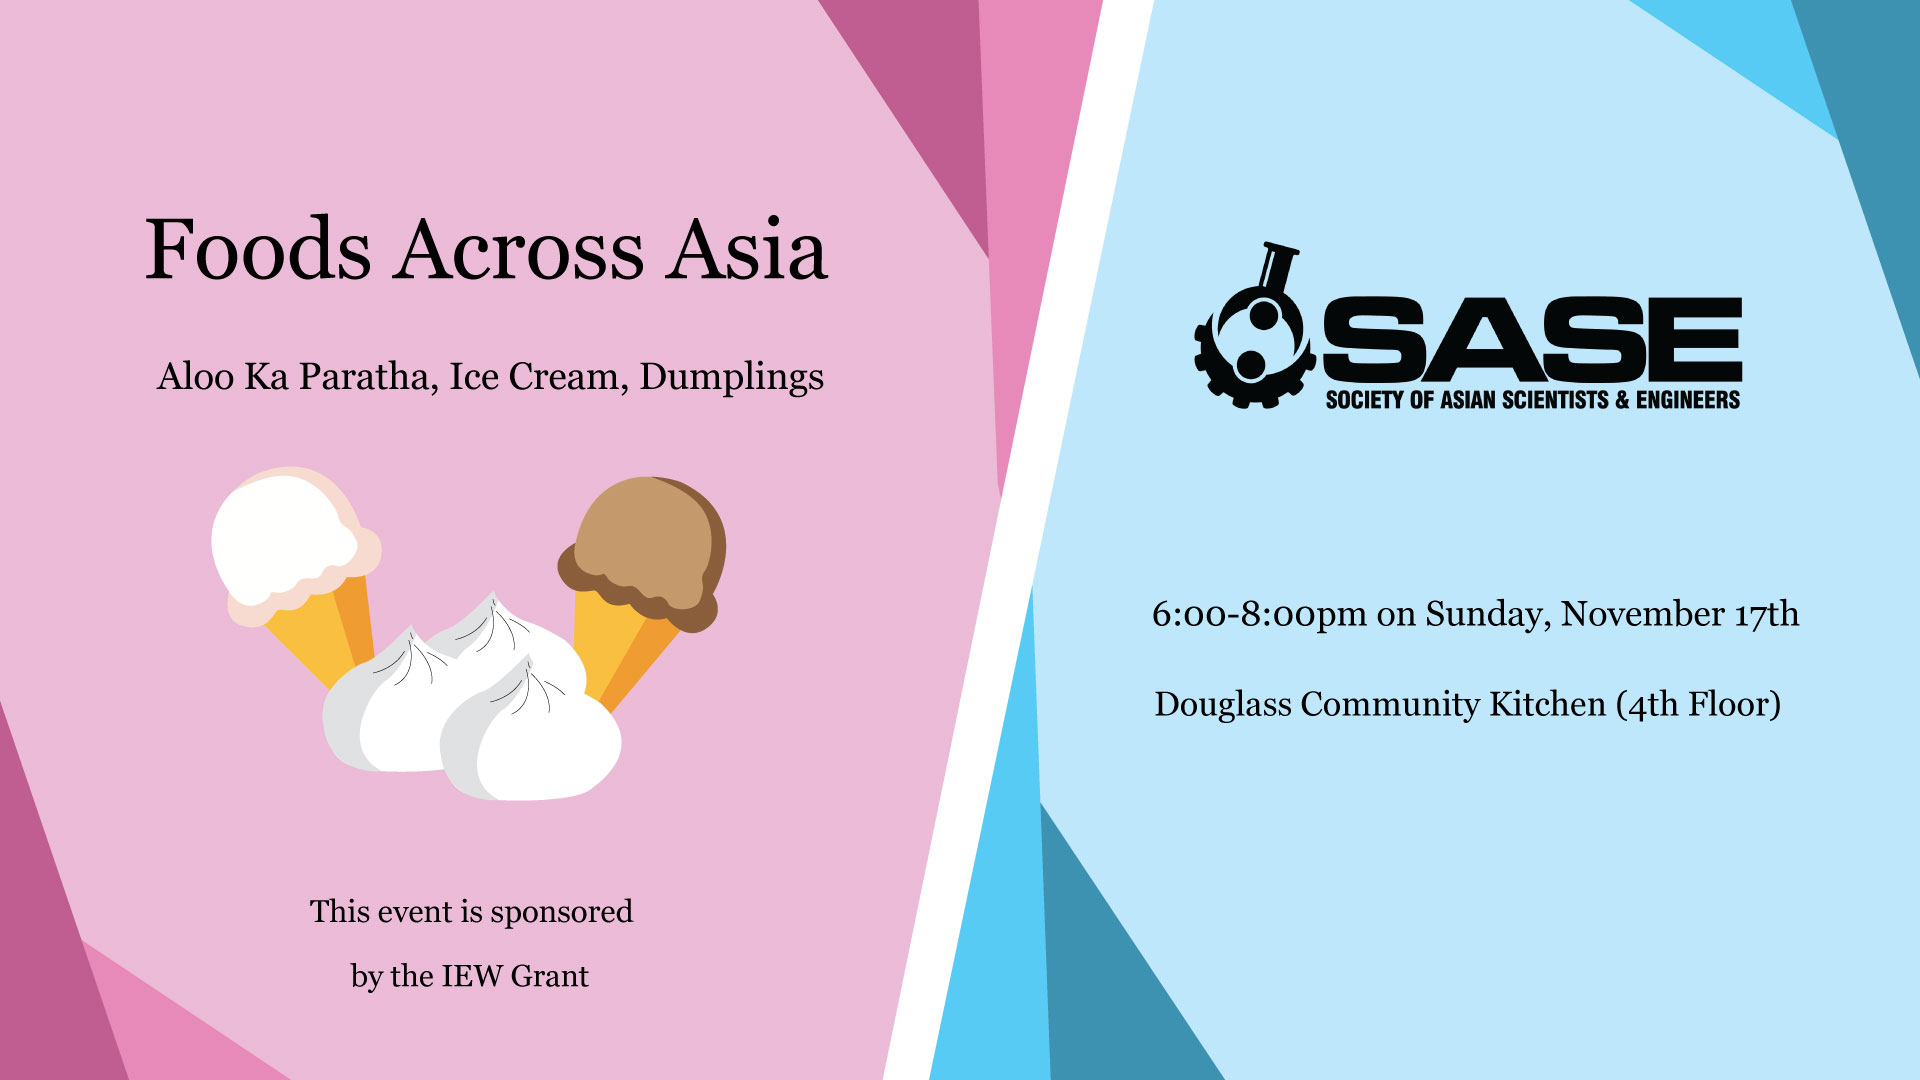 Foods Across Asia
Aloo Ka Paratha, Ice Cream, Dumplings
This event is sponsored
by the IEW Grant
SASE
SOCIETY OF ASIAN SCIENTISTS & ENGINEERS
6:00-8:00pm on Sunday, November 17th
Douglass Community Kitchen (4th Floor)